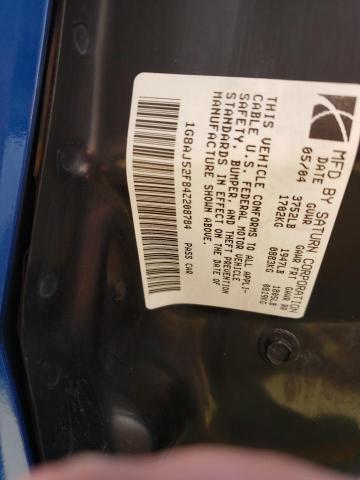 MFD BY SATURN CORPORATION
DATE GVWR GAWR FRT GAWR RR
05/04 3752LB 1947LB 1805LB
1702KG 0883KG 0819KG
THIS VEHICLE CONFORMS TO ALL APPLI-
CABLE U.S. FEDERAL MOTOR VEHICLE
SAFETY, BUMPER, AND THEFT PREVENTION
STANDARDS IN EFFECT ON THE DATE OF
MANUFACTURE SHOWN ABOVE.
1G8AJ52F84Z208784 PASS CAR